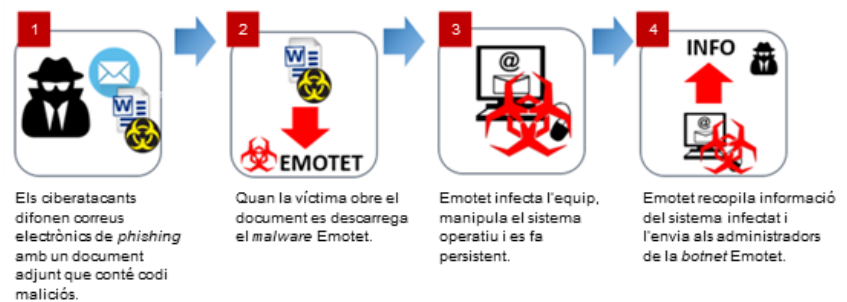 1
2
3
4
INFO
W
W
W
@
@
EMOTET
Els ciberatacants
difonen correus
electrònics de phishing
amb un document
adjunt que conté codi
maliciós.
Quan la víctima obre el
document es descarrega
el malware Emotet.
Emotet infecta l'equip,
manipula el sistema
operatiu i es fa
persistent.
Emotet recopila informació
del sistema infectat i
l'envia als administradors
de la botnet Emotet.